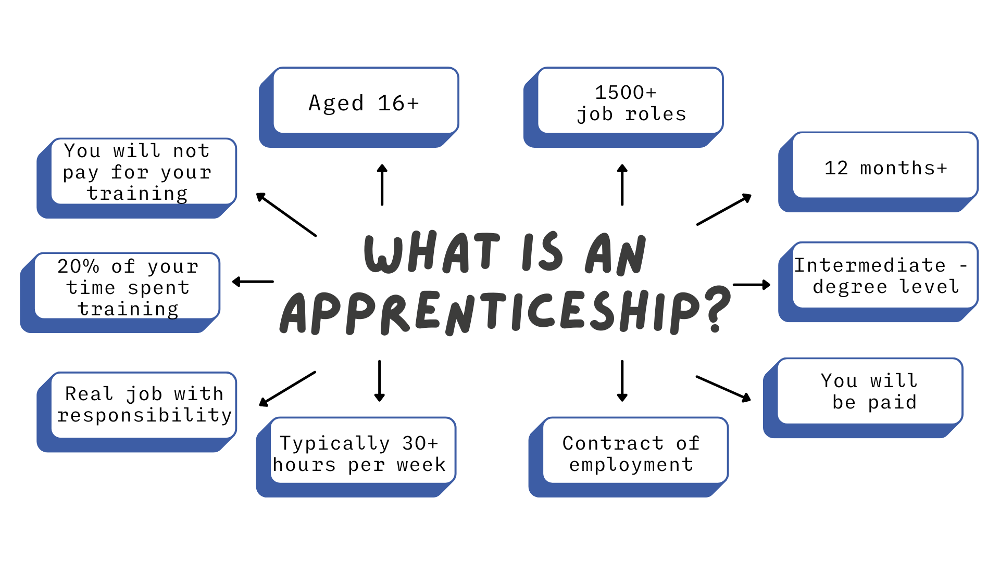 Aged 16+
1500+
job roles
You will not
pay for your
training
12 months+
WHAT IS AN
APPRENTICESHIP?
20% of your
time spent
training
Intermediate -
degree level
Real job with
responsibility
You will
be paid
Typically 30+
hours per week
Contract of
employment